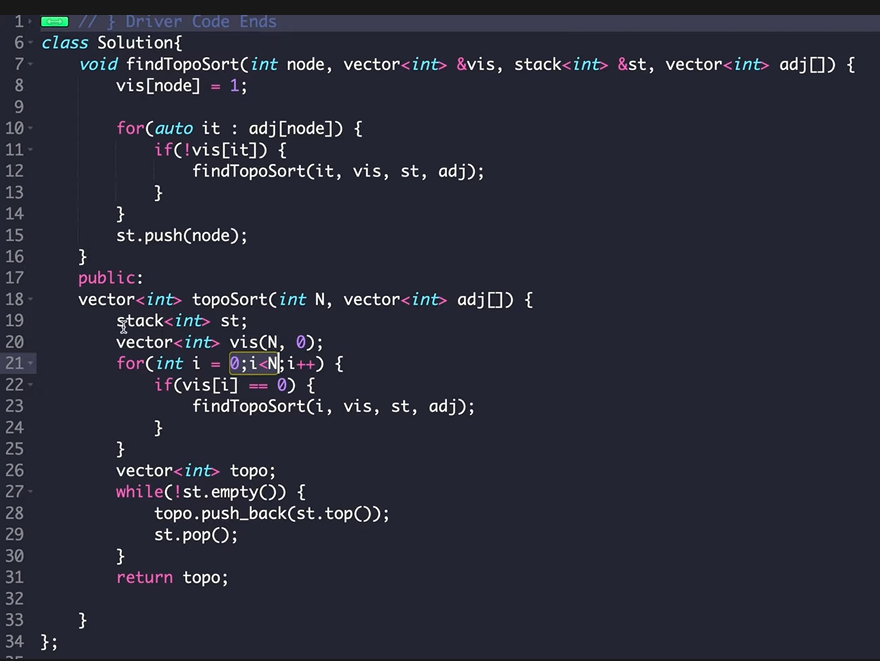 1 // } Driver Code Ends
6 class Solution{
7 void findTopoSort(int node, vector<int> &vis, stack<int> &st, vector<int> adj[]) {
8 vis[node] = 1;
9
10 for(auto it : adj[node]) {
11 if(!vis[it]) {
12 findTopoSort(it, vis, st, adj);
13 }
14 }
15 st.push(node);
16 }
17 public:
18 vector<int> topoSort(int N, vector<int> adj[]) {
19 stack<int> st;
20 vector<int> vis(N, 0);
21 for(int i = 0;i<N;i++) {
22 if(vis[i] == 0) {
23 findTopoSort(i, vis, st, adj);
24 }
25 }
26 vector<int> topo;
27 while(!st.empty()) {
28 topo.push_back(st.top());
29 st.pop();
30 }
31 return topo;
32
33 }
34 };